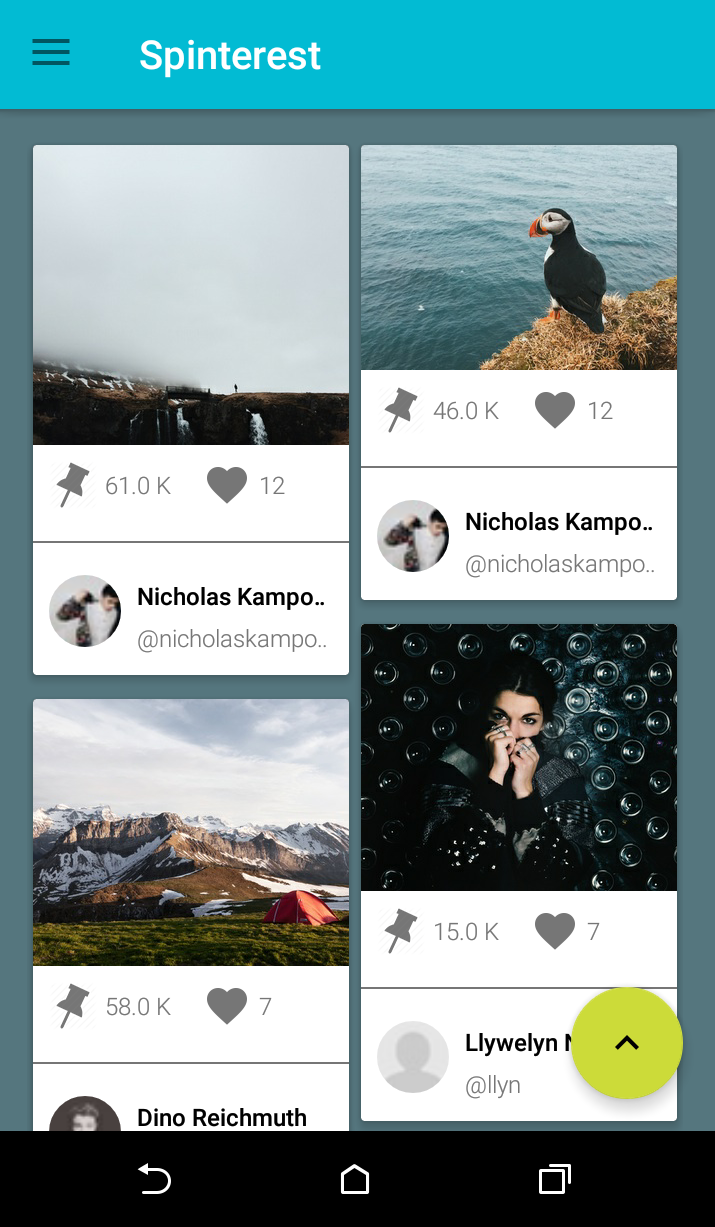 Spinterest
61.0 K 12
Nicholas Kampo..
@nicholaskampo..
46.0 K 12
Nicholas Kampo..
@nicholaskampo..
58.0 K 7
Dino Reichmuth
15.0 K 7
Llywelyn
@llyn